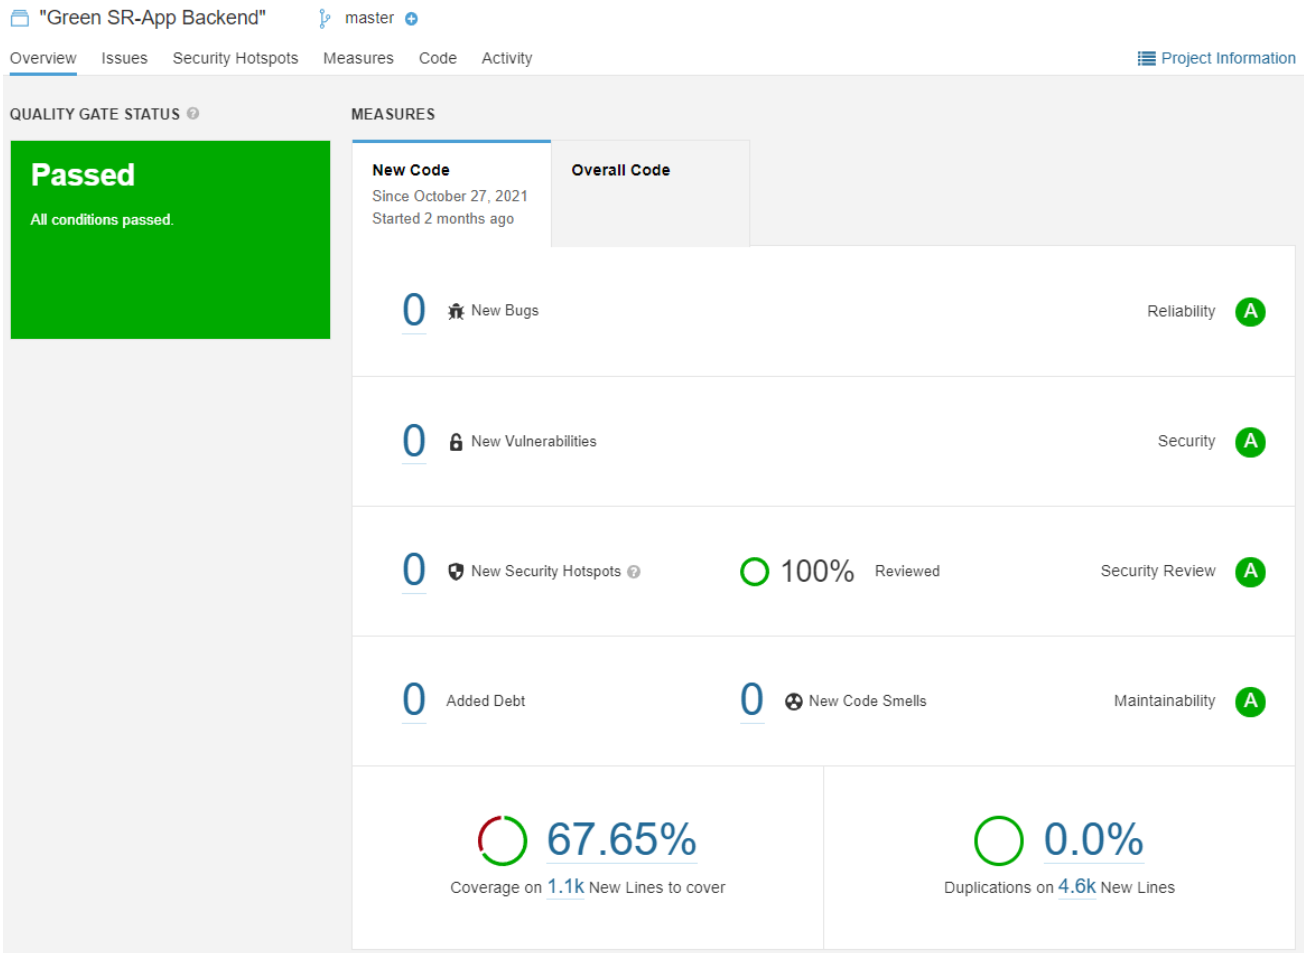 "Green SR-App Backend" master
Overview Issues Security Hotspots Measures Code Activity Project Information
QUALITY GATE STATUS
MEASURES
Passed
All conditions passed.
New Code
Since October 27, 2021
Started 2 months ago
Overall Code
0 New Bugs Reliability A
0 New Vulnerabilities Security A
0 New Security Hotspots 100% Reviewed Security Review A
0 Added Debt 0 New Code Smells Maintainability A
67.65%
Coverage on 1.1k New Lines to cover
0.0%
Duplications on 4.6k New Lines